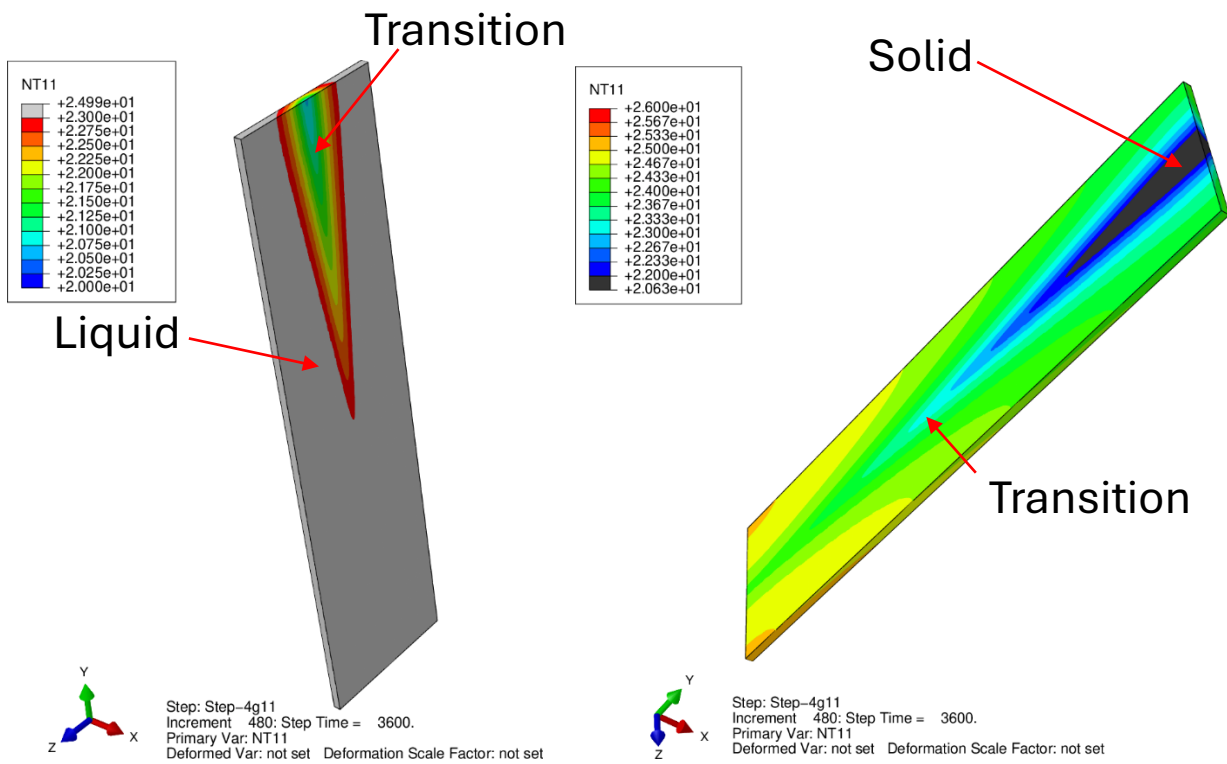 Transition
NT11
+2.499e+01
+2.300e+01
+2.275e+01
+2.250e+01
+2.225e+01
+2.200e+01
+2.175e+01
+2.150e+01
+2.125e+01
+2.100e+01
+2.075e+01
+2.050e+01
+2.025e+01
+2.000e+01
Liquid
Y
Z
X
Step: Step-4g11
Increment 480: Step Time = 3600.
Primary Var: NT11
Deformed Var: not set Deformation Scale Factor: not set
Solid
NT11
+2.600e+01
+2.567e+01
+2.533e+01
+2.500e+01
+2.467e+01
+2.433e+01
+2.400e+01
+2.367e+01
+2.333e+01
+2.300e+01
+2.267e+01
+2.233e+01
+2.200e+01
+2.063e+01
Transition
Y
X
Z
Step: Step-4g11
Increment 480: Step Time = 3600.
Primary Var: NT11
Deformed Var: not set Deformation Scale Factor: not set